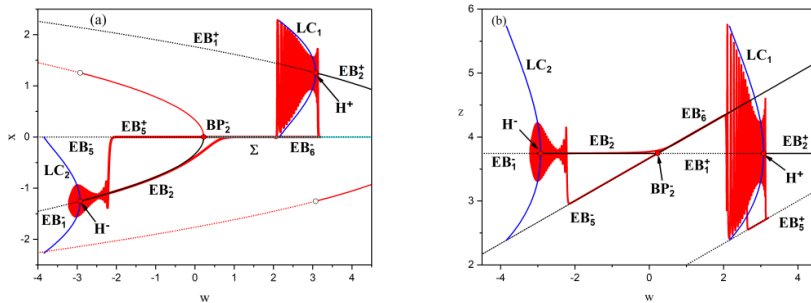 (a)
LC₁
EB₁⁺
EB₂⁺
H⁺
BP₂⁻
EB₅⁺
EB₅⁻
Σ
EB₆⁻
LC₂
EB₂⁻
EB₁⁻
H⁻
x
2
1
0
-1
-2
-4 -3 -2 -1 0 1 2 3 4
w
(b)
LC₂
LC₁
EB₆⁻
H⁻
EB₂⁻
EB₁⁻
EB₁⁺
EB₂⁻
H⁺
BP₂⁻
EB₅⁻
EB₅⁺
z
6
5
4
3
2
-4 -3 -2 -1 0 1 2 3 4
w